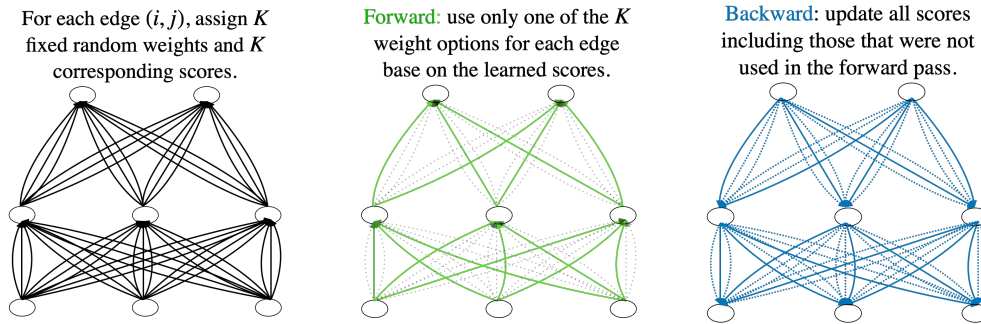 For each edge (i, j), assign K
fixed random weights and K
corresponding scores.
Forward: use only one of the K
weight options for each edge
base on the learned scores.
Backward: update all scores
including those that were not
used in the forward pass.